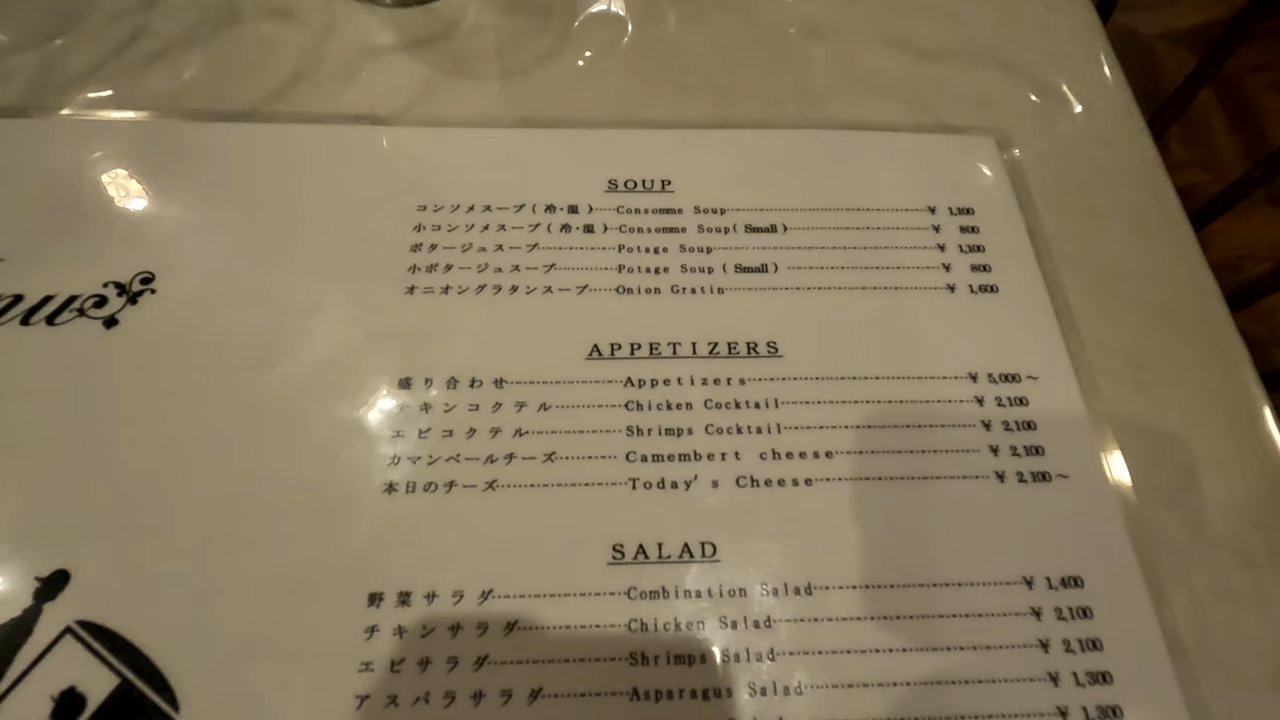 SOUP
コンソメスープ(冷・温)……Consomme Soup……¥ 1,100
小コンソメスープ(冷・温)…Consomme Soup(Small)……¥ 800
ポタージュスープ……Potage Soup……¥ 1,100
小ポタージュスープ……Potage Soup(Small)……¥ 800
オニオングラタンスープ……Onion Gratin……¥ 1,600
APPETIZERS
盛り合わせ……Appetizers……¥ 5,000～
チキンコクテル……Chicken Cocktail……¥ 2,100
エビコクテル……Shrimps Cocktail……¥ 2,100
カマンベールチーズ……Camembert cheese……¥ 2,100
本日のチーズ……Today's Cheese……¥ 2,100～
SALAD
野菜サラダ……Combination Salad……¥ 1,400
チキンサラダ……Chicken Salad……¥ 2,100
エビサラダ……Shrimps Salad……¥ 2,100
アスパラサラダ……Asparagus Salad……¥ 1,300
¥ 1,300